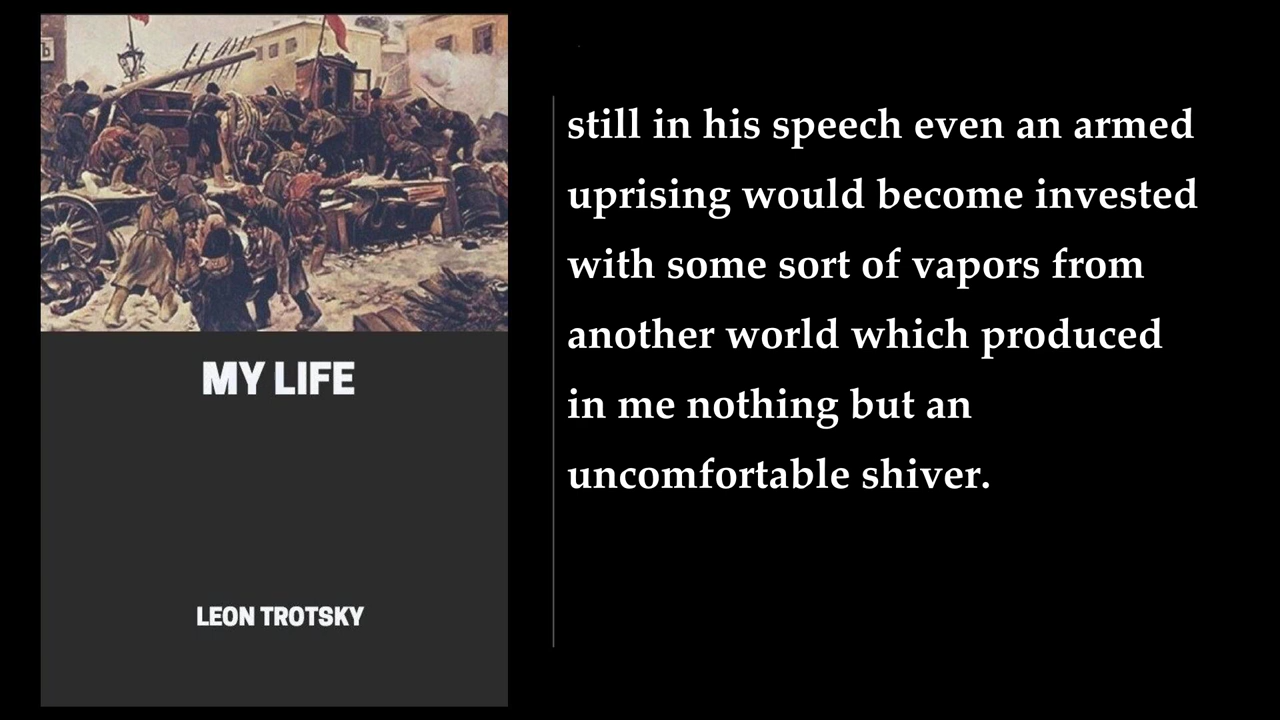 MY LIFE
LEON TROTSKY
still in his speech even an armed
uprising would become invested
with some sort of vapors from
another world which produced
in me nothing but an
uncomfortable shiver.